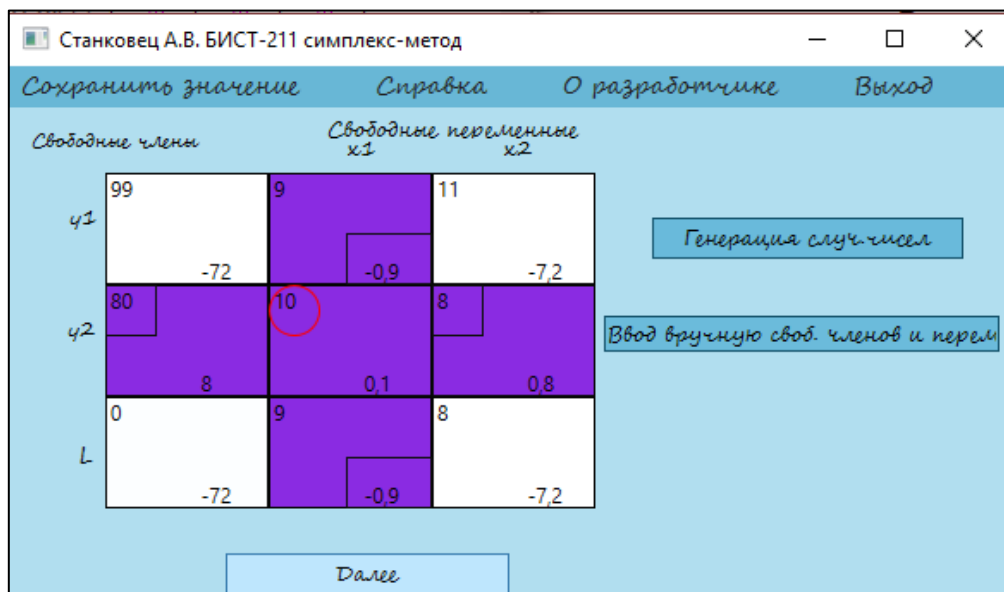 Станковец А.В. БИСТ-211 симплекс-метод
Сохранить значение Справка О разработчике Выход
Свободные члены Свободные переменные
x1 x2
y1 99 9 11
-72 -0,9 -7,2
Генерация случ.чисел
y2 80 10 8
8 0,1 0,8
Ввод вручную своб. членов и перем
L 0 9 8
-72 -0,9 -7,2
Далее